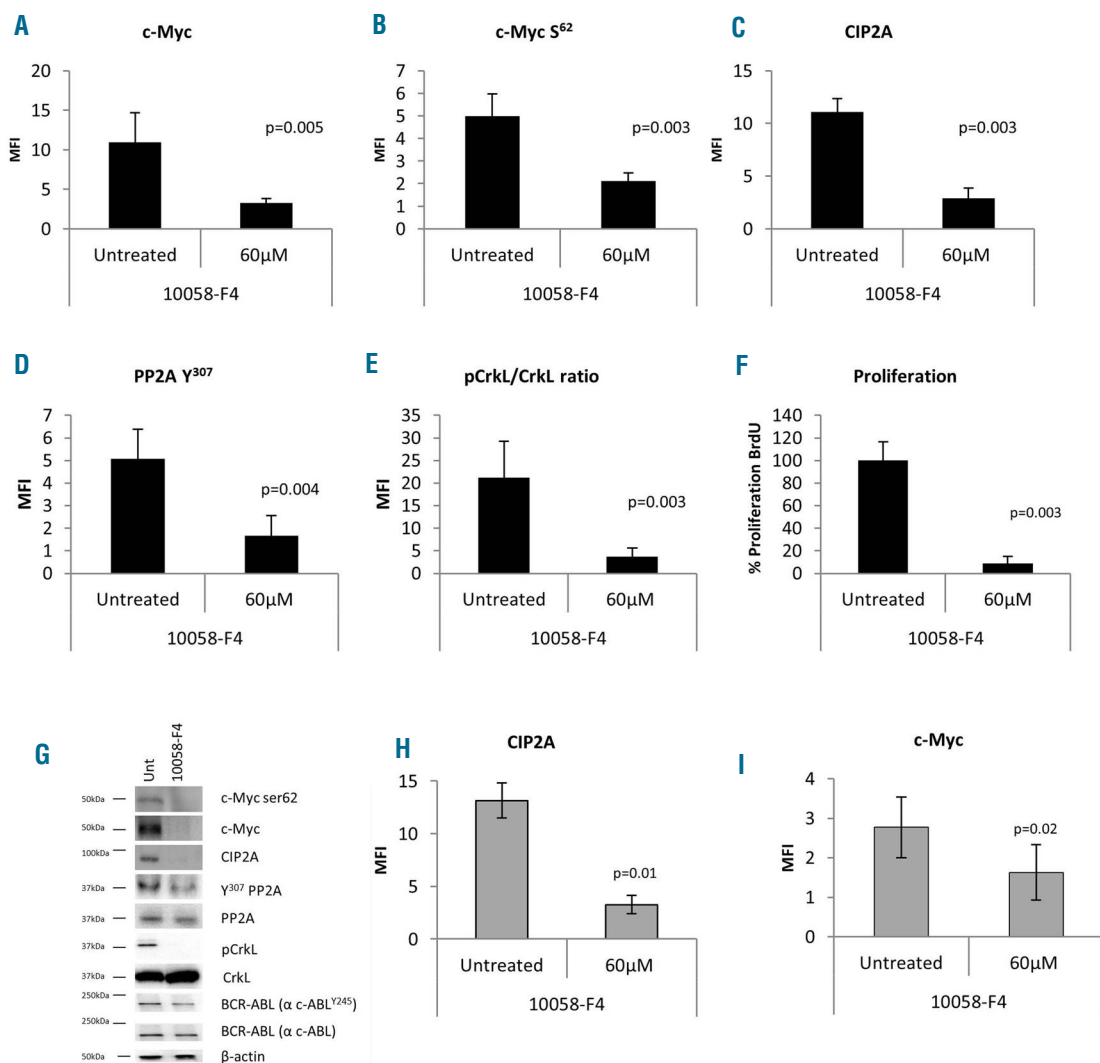 A
c-Myc
MFI
20
15
10
5
0
p=0.005
Untreated
60µM
10058-F4
B
c-Myc S⁶²
MFI
7
6
5
4
3
2
1
0
p=0.003
Untreated
60µM
10058-F4
C
CIP2A
MFI
15
10
5
0
p=0.003
Untreated
60µM
10058-F4
D
PP2A Y³⁰⁷
MFI
7
6
5
4
3
2
1
0
p=0.004
Untreated
60µM
10058-F4
E
pCrkL/CrkL ratio
MFI
35
30
25
20
15
10
5
0
p=0.003
Untreated
60µM
10058-F4
F
Proliferation
% Proliferation BrdU
140
120
100
80
60
40
20
0
p=0.003
Untreated
60µM
10058-F4
G
Unt
10058-F4
50kDa
c-Myc ser62
50kDa
c-Myc
100kDa
CIP2A
37kDa
Y³⁰⁷ PP2A
37kDa
PP2A
37kDa
pCrkL
37kDa
CrkL
250kDa
BCR-ABL (α c-ABLY²⁴⁵)
250kDa
BCR-ABL (α c-ABL)
50kDa
β-actin
H
CIP2A
MFI
15
10
5
0
p=0.01
Untreated
60µM
10058-F4
I
c-Myc
MFI
4
3
2
1
0
p=0.02
Untreated
60µM
10058-F4